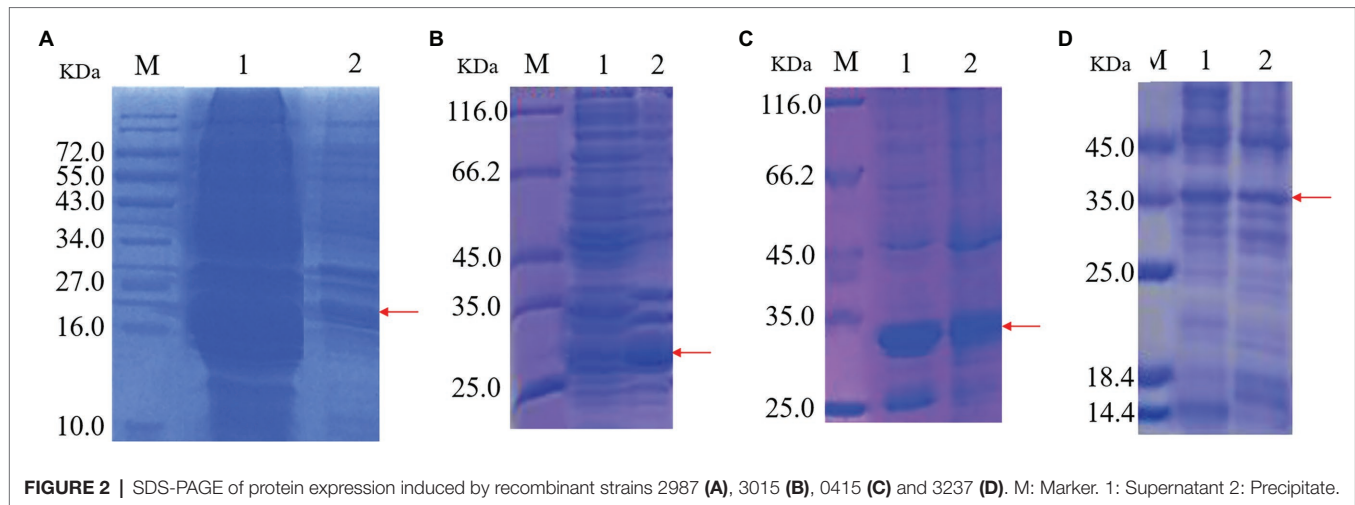 A
KDa M 1 2
72.0
55.0
43.0
34.0
27.0
16.0
10.0
B
KDa M 1 2
116.0
66.2
45.0
35.0
25.0
C
KDa M 1 2
116.0
66.2
45.0
35.0
25.0
D
KDa M 1 2
45.0
35.0
25.0
18.4
14.4
FIGURE 2 | SDS-PAGE of protein expression induced by recombinant strains 2987 (A), 3015 (B), 0415 (C) and 3237 (D). M: Marker. 1: Supernatant 2: Precipitate.